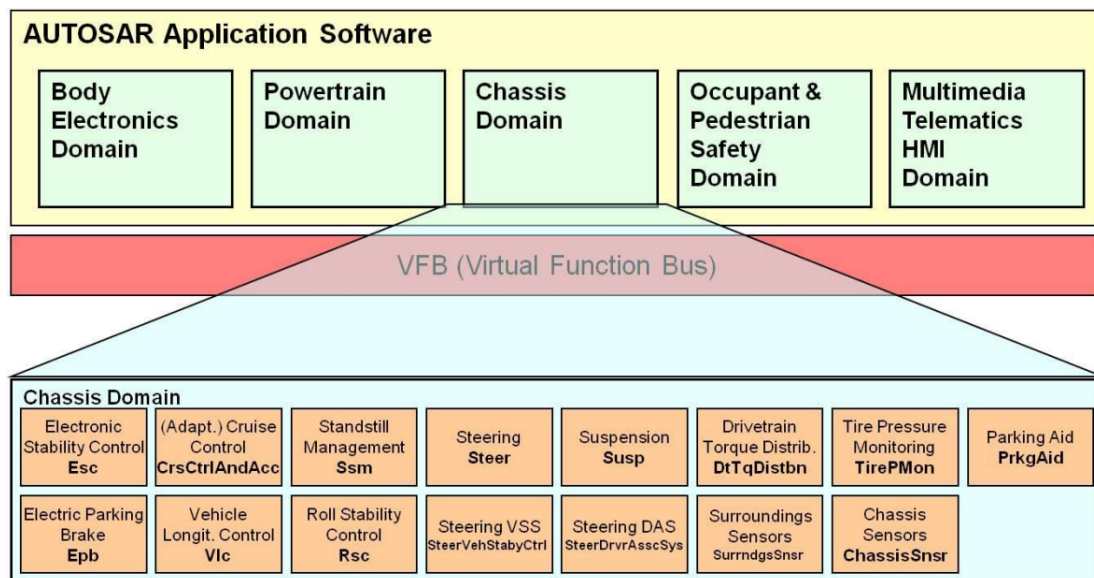 AUTOSAR Application Software
Body
Electronics
Domain
Powertrain
Domain
Chassis
Domain
Occupant &
Pedestrian
Safety
Domain
Multimedia
Telematics
HMI
Domain
VFB (Virtual Function Bus)
Chassis Domain
Electronic
Stability Control
Esc
(Adapt.) Cruise
Control
CrsCtrlAndAcc
Standstill
Management
Ssm
Steering
Steer
Suspension
Susp
Drivetrain
Torque Distrib.
DtTqDistbn
Tire Pressure
Monitoring
TirePMon
Parking Aid
PrkgAid
Electric Parking
Brake
Epb
Vehicle
Longit. Control
Vlc
Roll Stability
Control
Rsc
Steering VSS
SteerVehStabyCtrl
Steering DAS
SteerDrvrAsscSys
Surroundings
Sensors
SurrndgsSnsr
Chassis
Sensors
ChassisSnsr